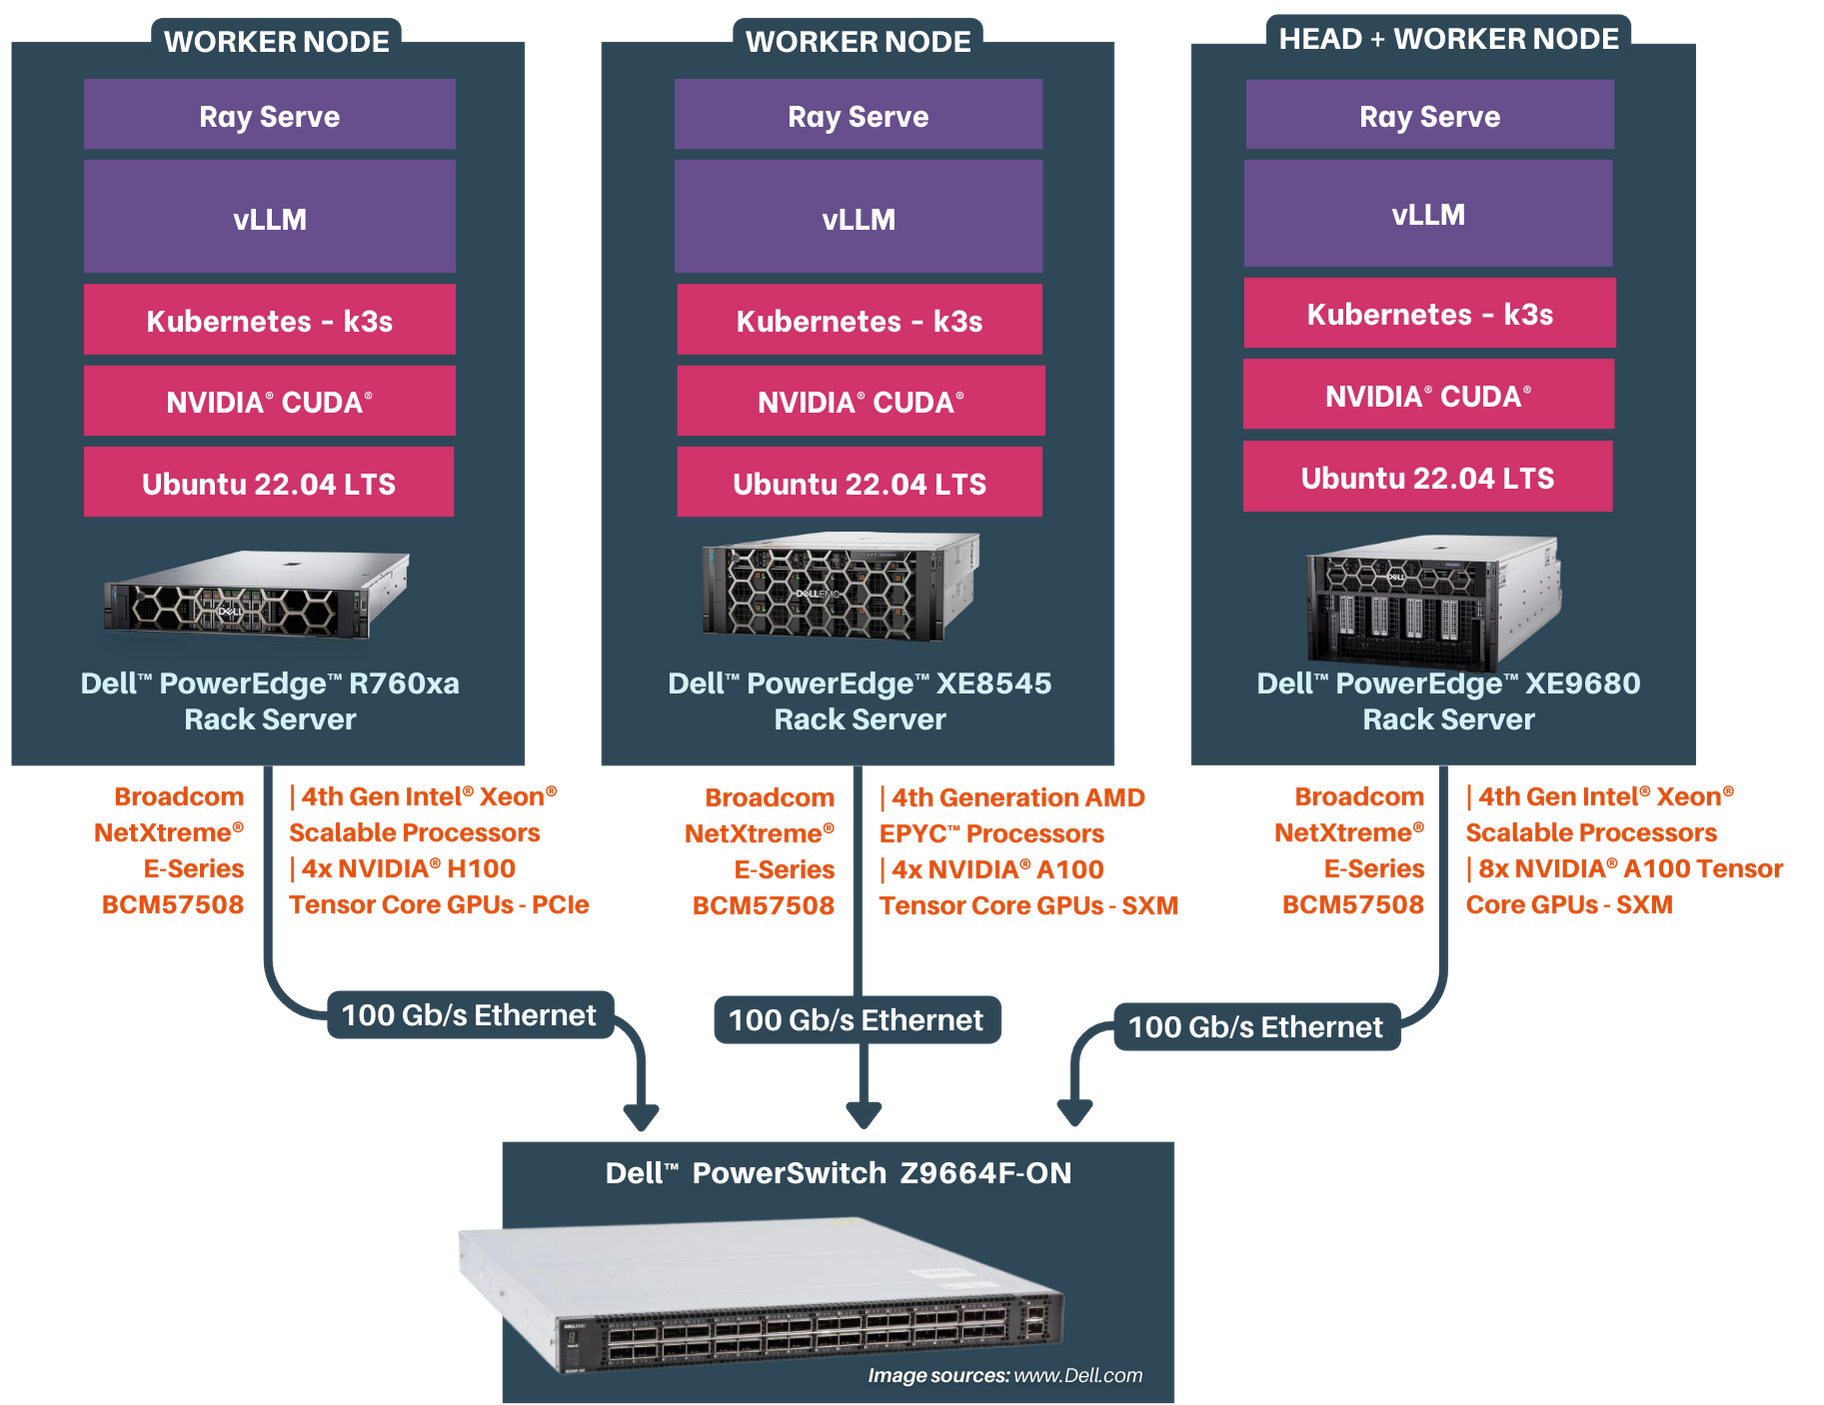 WORKER NODE
Ray Serve
vLLM
Kubernetes - k3s
NVIDIA® CUDA®
Ubuntu 22.04 LTS
DELL
Dell™ PowerEdge™ R760xa
Rack Server
Broadcom
NetXtreme®
E-Series
BCM57508
| 4th Gen Intel® Xeon®
Scalable Processors
| 4x NVIDIA® H100
Tensor Core GPUs - PCIe
100 Gb/s Ethernet
WORKER NODE
Ray Serve
vLLM
Kubernetes - k3s
NVIDIA® CUDA®
Ubuntu 22.04 LTS
DELLEMC
Dell™ PowerEdge™ XE8545
Rack Server
Broadcom
NetXtreme®
E-Series
BCM57508
| 4th Generation AMD
EPYC™ Processors
| 4x NVIDIA® A100
Tensor Core GPUs - SXM
100 Gb/s Ethernet
HEAD + WORKER NODE
Ray Serve
vLLM
Kubernetes - k3s
NVIDIA® CUDA®
Ubuntu 22.04 LTS
DELL
Dell™ PowerEdge™ XE9680
Rack Server
Broadcom
NetXtreme®
E-Series
BCM57508
| 4th Gen Intel® Xeon®
Scalable Processors
| 8x NVIDIA® A100 Tensor
Core GPUs - SXM
100 Gb/s Ethernet
Dell™ PowerSwitch Z9664F-ON
DELLEMC
Image sources: www.Dell.com